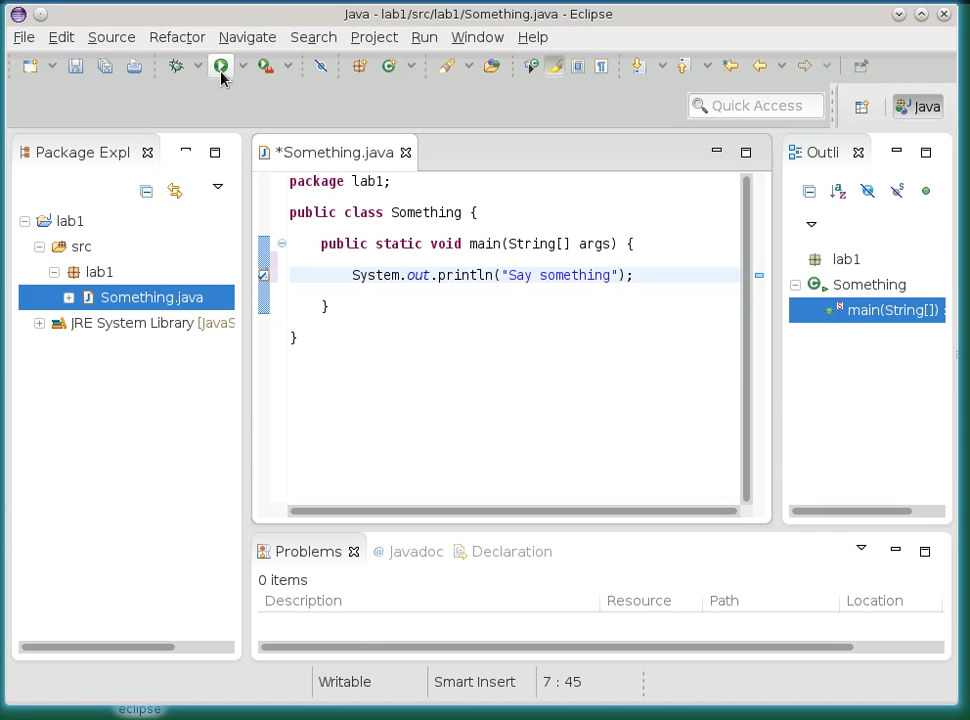 Java - lab1/src/lab1/Something.java - Eclipse
File Edit Source Refactor Navigate Search Project Run Window Help
Quick Access
Java
Package Expl
*Something.java
Outli
package lab1;
public class Something {
public static void main(String[] args) {
System.out.println("Say something");
}
}
lab1
src
lab1
Something.java
JRE System Library [JavaS
lab1
Something
main(String[]) :
Problems @ Javadoc Declaration
0 items
Description Resource Path Location
Writable Smart Insert 7 : 45
eclipse